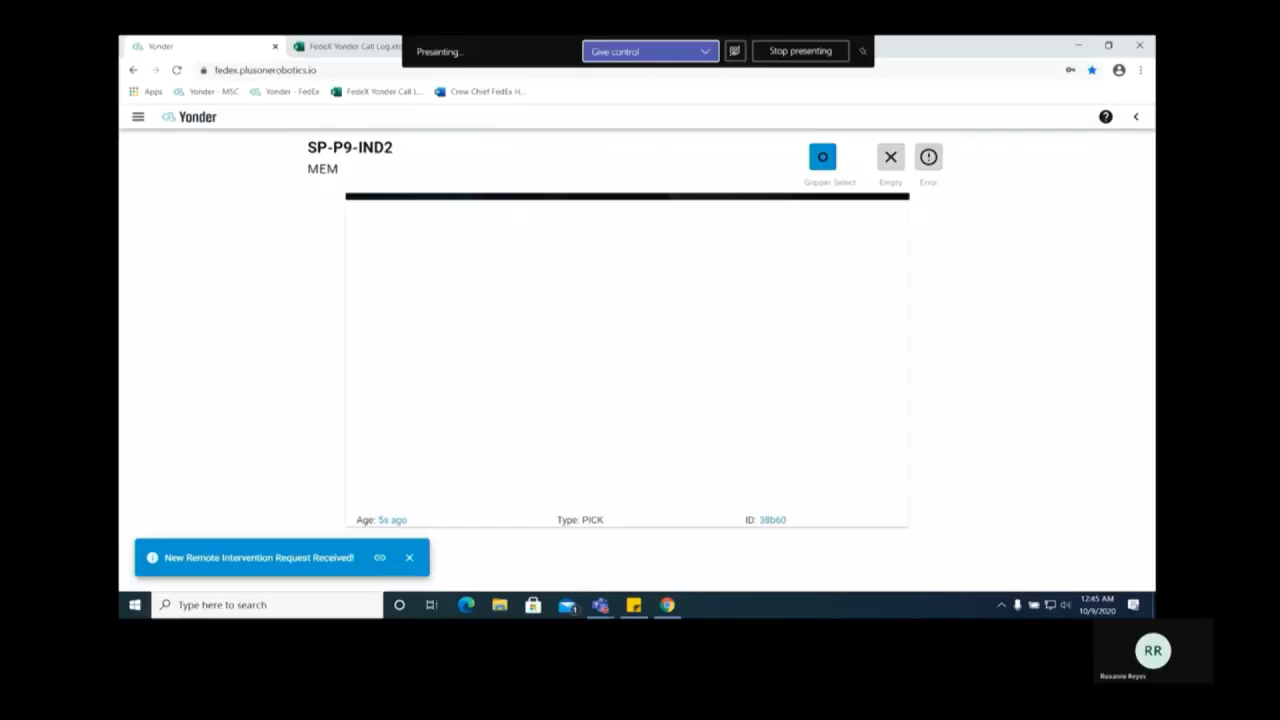 Yonder
FedeX Yonder Call Log.xls
Presenting...
Give control
Stop presenting
fedex.plusonerobotics.io
Apps
Yonder - MSC
Yonder - FedEx
FedeX Yonder Call L...
Crew Chief FedEx H...
Yonder
SP-P9-IND2
MEM
Gripper Select
Empty
Error
Age: 5s ago
Type: PICK
ID: 38b60
New Remote Intervention Request Received!
Type here to search
1
12:45 AM
10/9/2020
RR
Roxanne Reyes